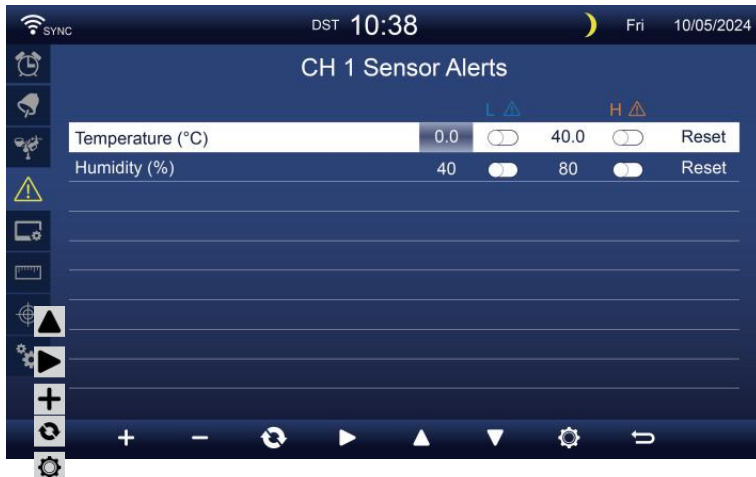 SYNC DST 10:38 Fri 10/05/2024
CH 1 Sensor Alerts
L H
Temperature (°C) 0.0 40.0 Reset
Humidity (%) 40 80 Reset